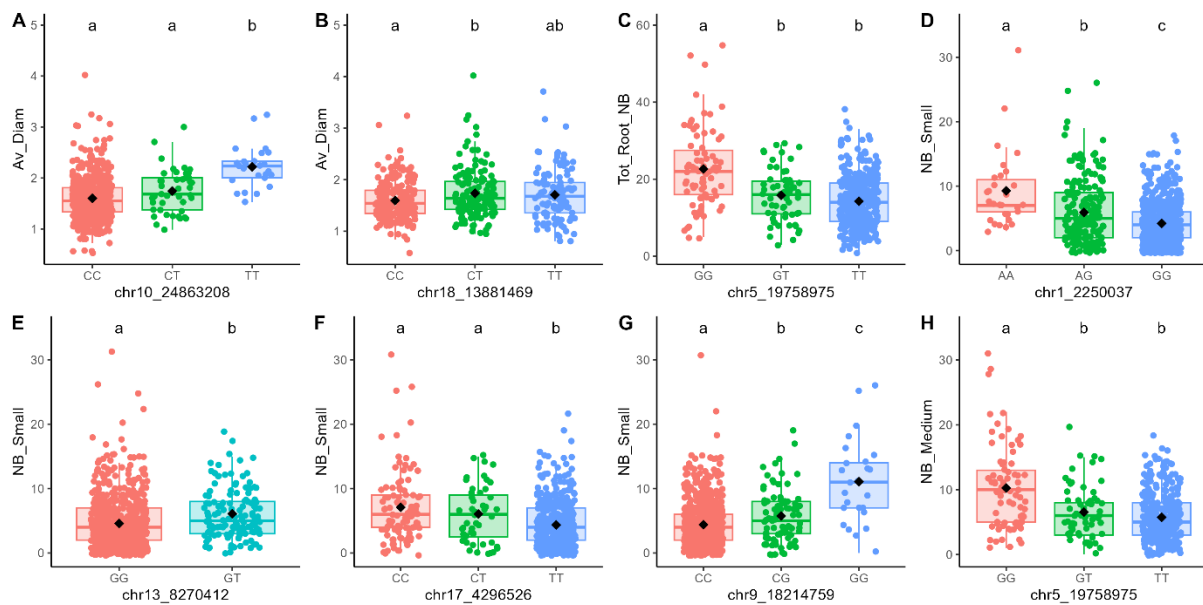 A
a a b
5
4
3
2
1
Av_Diam
CC CT TT
chr10_24863208
B
a b ab
5
4
3
2
1
Av_Diam
CC CT TT
chr18_13881469
C
a b b
60
40
20
0
Tot_Root_NB
GG GT TT
chr5_19758975
D
a b c
30
20
10
0
NB_Small
AA AG GG
chr1_2250037
E
a b
30
20
10
0
NB_Small
GG GT
chr13_8270412
F
a a b
30
20
10
0
NB_Small
CC CT TT
chr17_4296526
G
a b c
30
20
10
0
NB_Small
CC CG GG
chr9_18214759
H
a b b
30
20
10
0
NB_Medium
GG GT TT
chr5_19758975